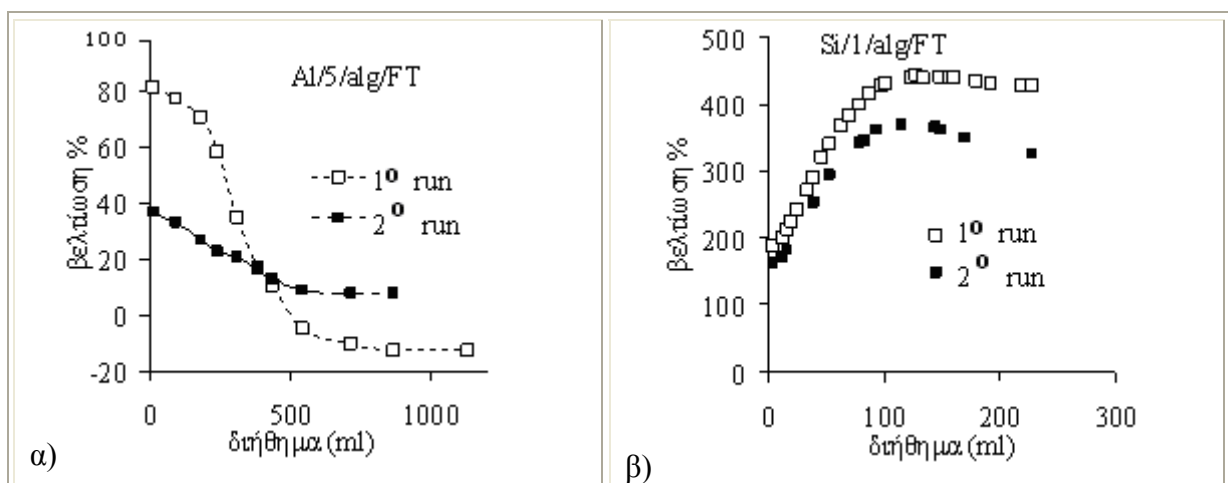 100
80
60
40
20
0
-20
βελτίωση %
Al/5/alg/FT
1º run
2º run
0 500 1000
διήθημα (ml)
α)
500
400
300
200
100
0
βελτίωση %
Si/1/alg/FT
1º run
2º run
0 100 200 300
διήθημα (ml)
β)